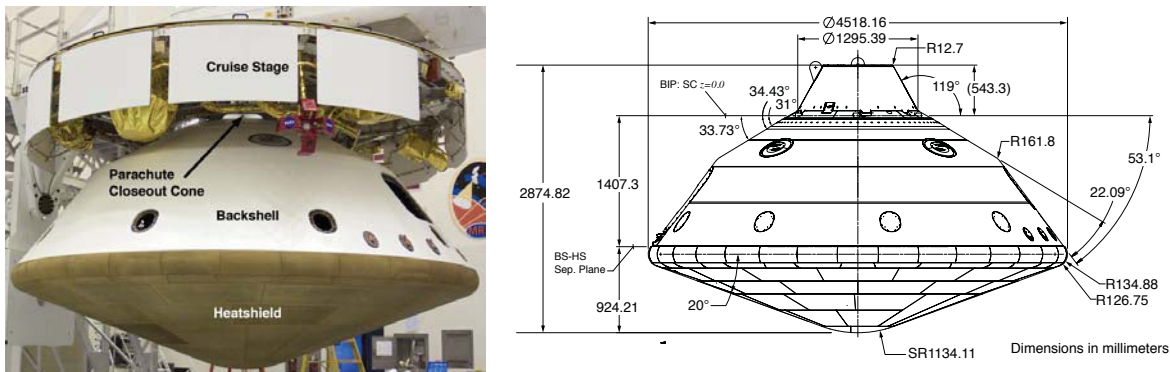 Cruise Stage
Parachute
Closeout Cone
Backshell
Heatshield
Ø4518.16
Ø1295.39
R12.7
BIP: SC z=0.0
34.43°
31°
119°
(543.3)
33.73°
R161.8
53.1°
2874.82
1407.3
22.09°
BS-HS
Sep. Plane
R134.88
R126.75
924.21
20°
SR1134.11
Dimensions in millimeters